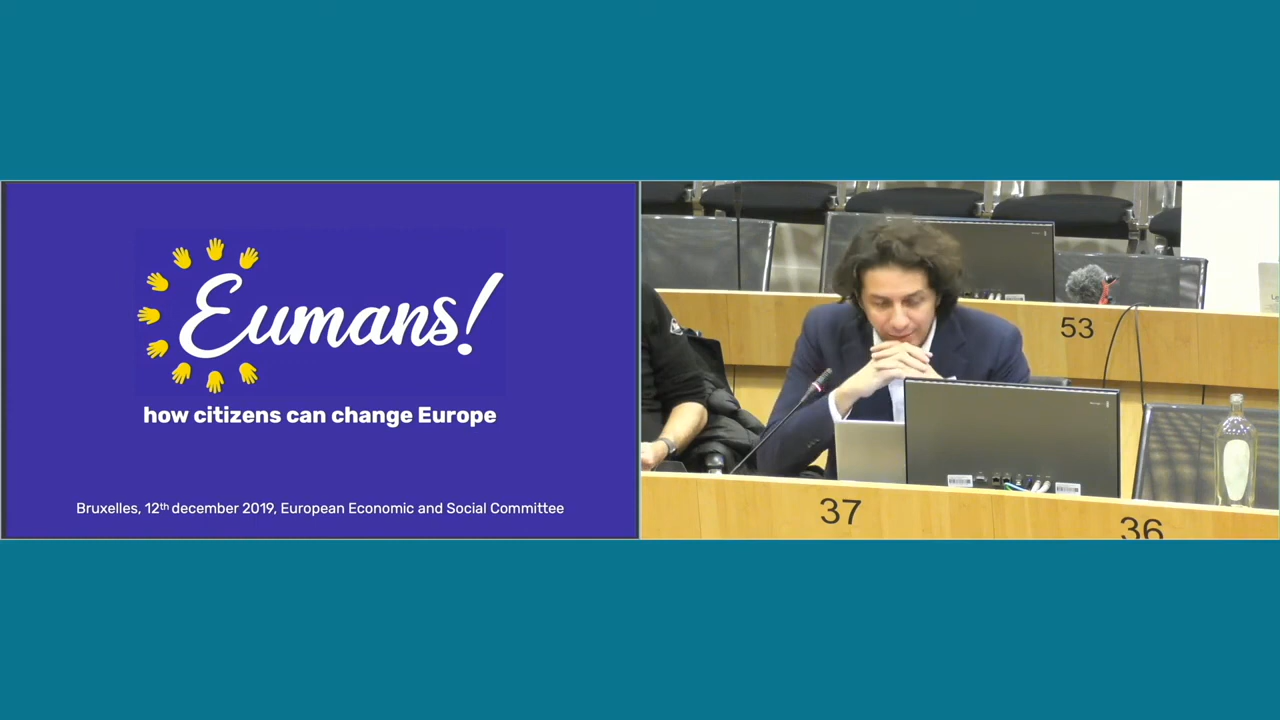 Eumans!
how citizens can change Europe
Bruxelles, 12th december 2019, European Economic and Social Committee
53
37
36